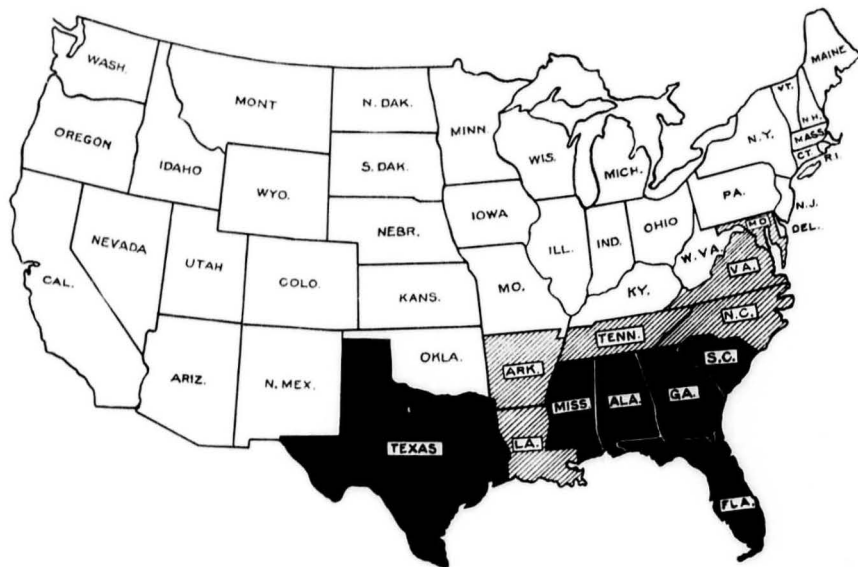 WASH.
MONT
N. DAK.
MINN.
MAINE
VT.
N.H.
OREGON
IDAHO
S. DAK.
WIS.
MICH.
N.Y.
MASS
CT.
R.I.
WYO.
IOWA
PA.
N.J.
NEBR.
NEVADA
UTAH
COLO.
ILL.
IND.
OHIO
MD.
DEL.
W. VA.
VA.
CAL.
KANS.
MO.
KY.
N.C.
TENN.
ARIZ.
N. MEX.
OKLA.
ARK.
S.C.
MISS.
ALA.
GA.
TEXAS
LA.
FLA.